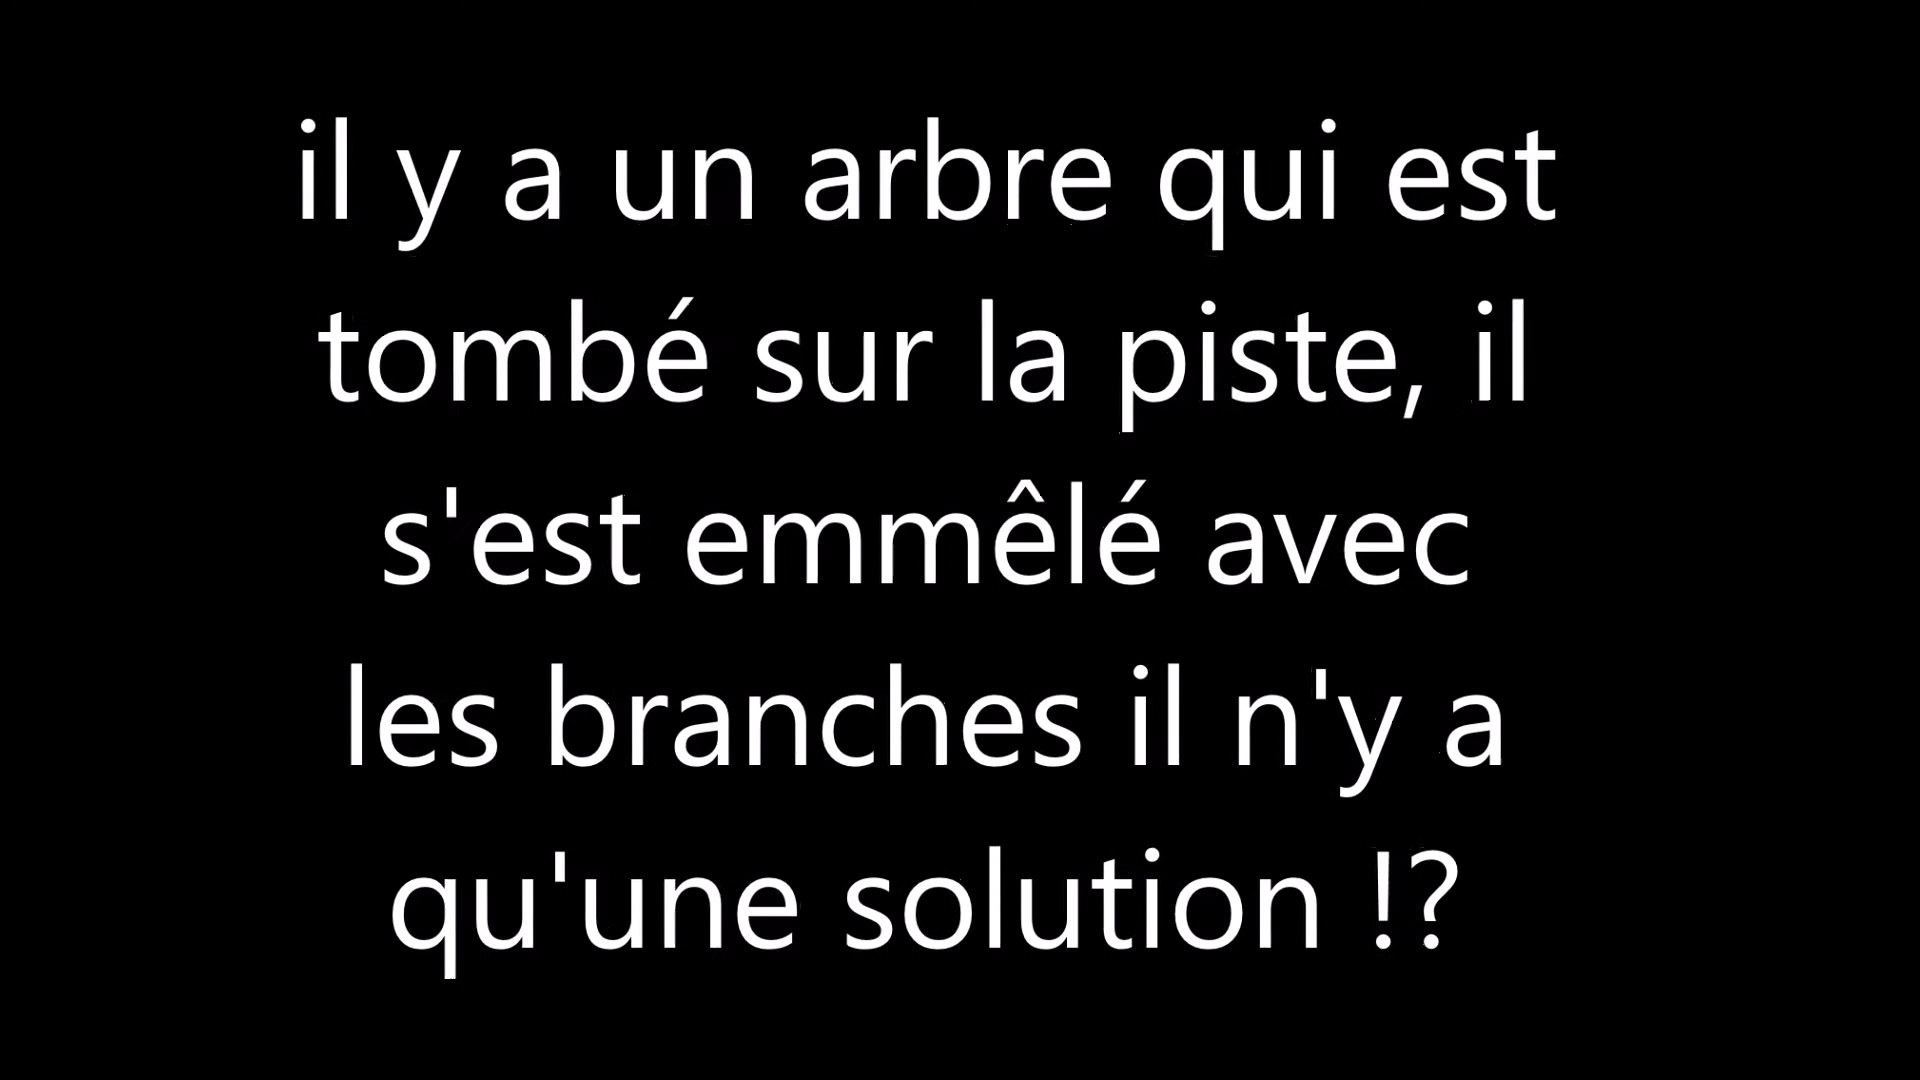 il y a un arbre qui est
tombé sur la piste, il
s'est emmêlé avec
les branches il n'y a
qu'une solution !?